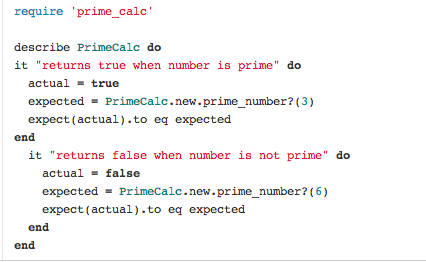 require 'prime_calc'
describe PrimeCalc do
it "returns true when number is prime" do
actual = true
expected = PrimeCalc.new.prime_number?(3)
expect(actual).to eq expected
end
it "returns false when number is not prime" do
actual = false
expected = PrimeCalc.new.prime_number?(6)
expect(actual).to eq expected
end
end